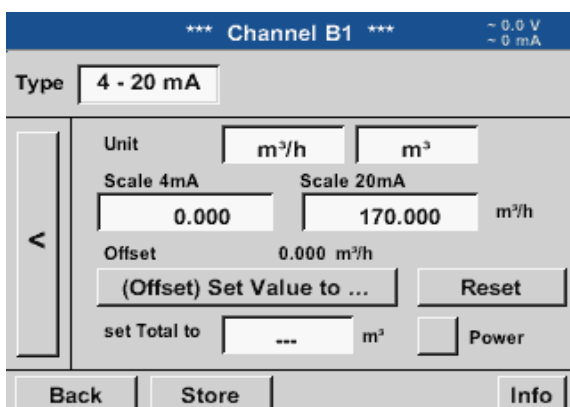 *** Channel B1 *** ~ 0.0 V
~ 0 mA
Type 4 - 20 mA
Unit m³/h m³
Scale 4mA Scale 20mA
0.000 170.000 m³/h
<
Offset 0.000 m³/h
(Offset) Set Value to ... Reset
set Total to --- m³ Power
Back Store Info